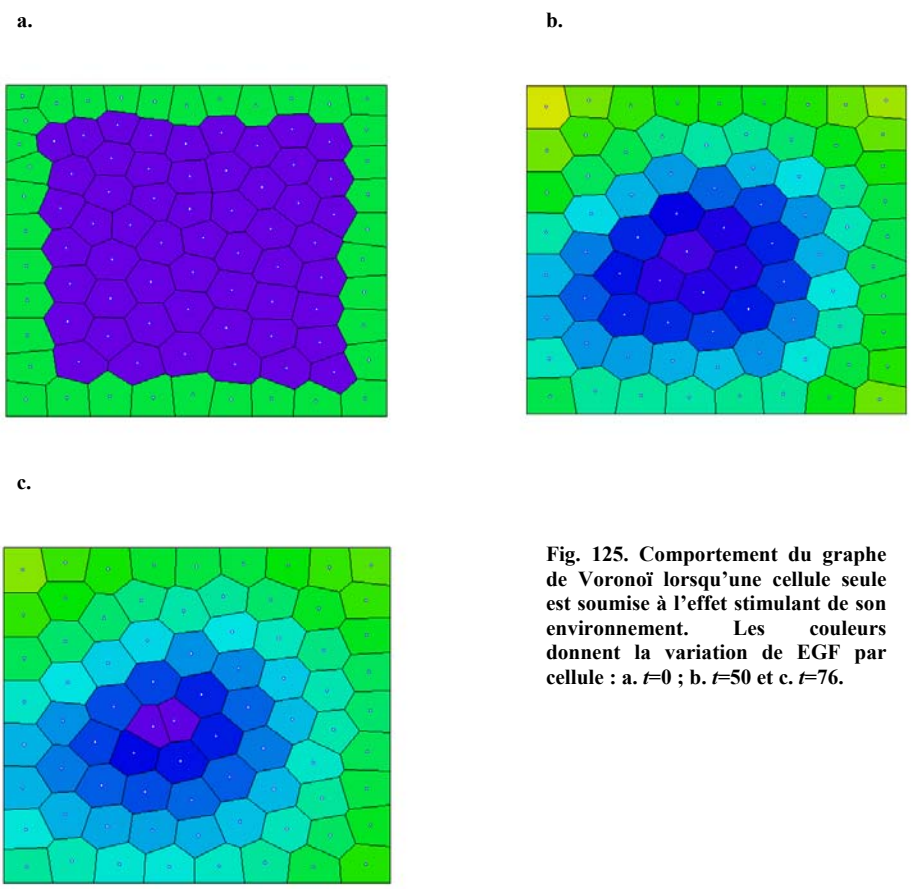 a.
b.
c.
Fig. 125. Comportement du graphe
de Voronoï lorsqu’une cellule seule
est soumise à l’effet stimulant de son
environnement. Les couleurs
donnent la variation de EGF par
cellule : a. t=0 ; b. t=50 et c. t=76.